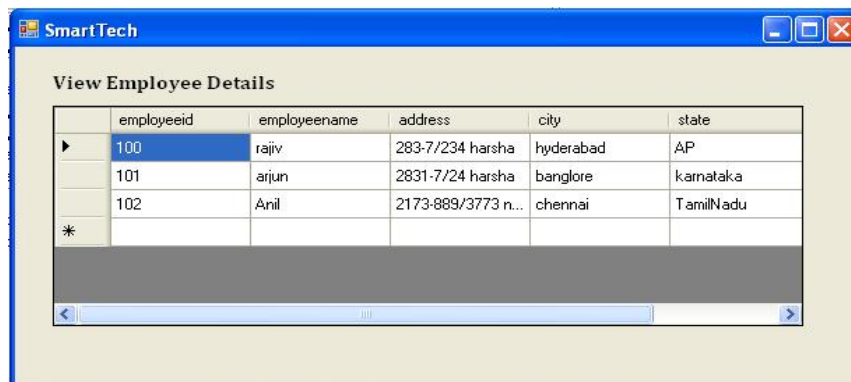 SmartTech
View Employee Details
employeeid employeename address city state
100 rajiv 283-7/234 harsha hyderabad AP
101 arjun 2831-7/24 harsha banglore karnataka
102 Anil 2173-889/3773 n... chennai TamilNadu